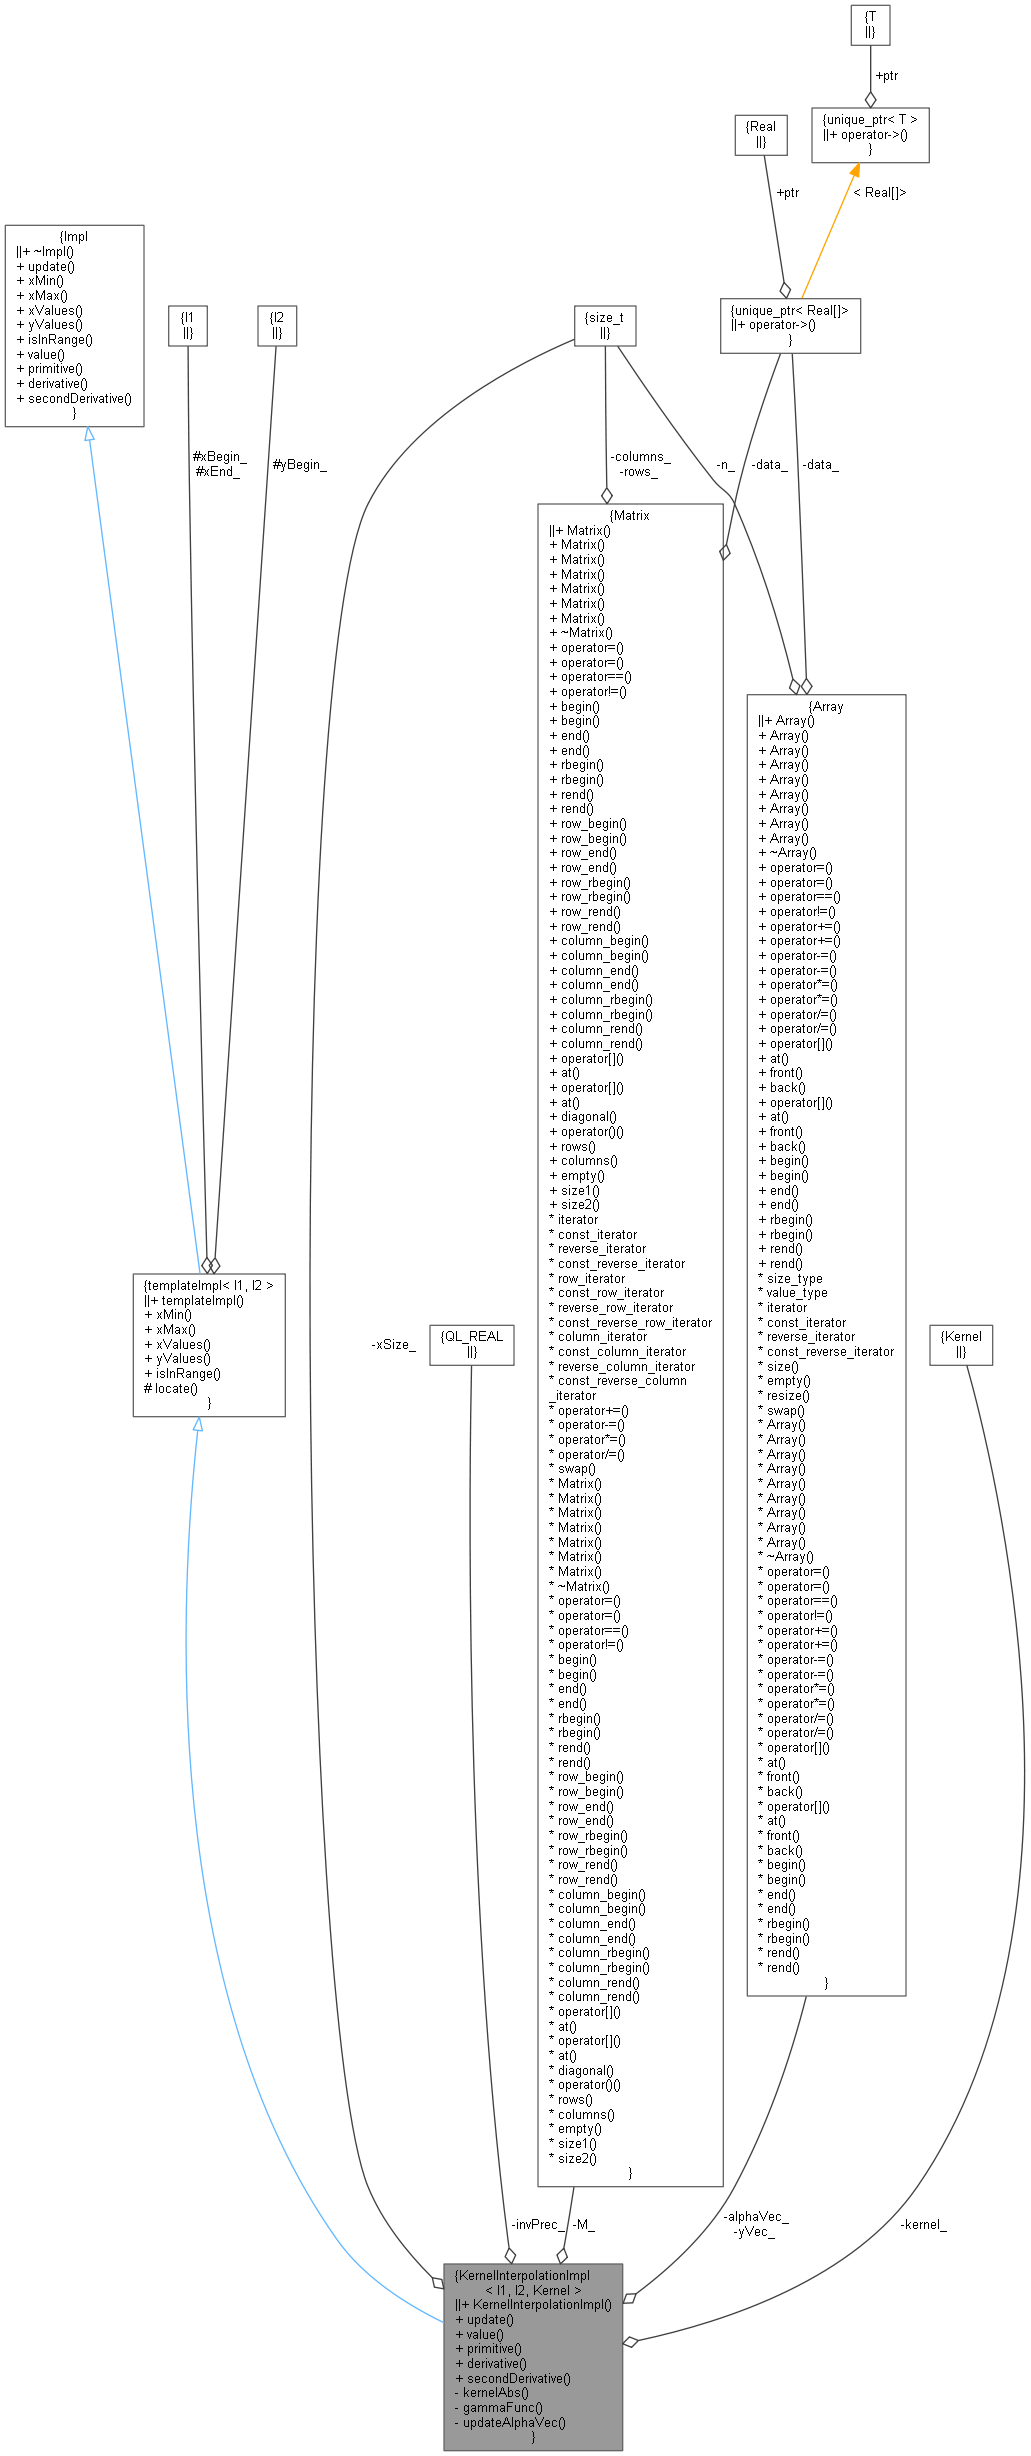 {T
||}
+ptr
{unique_ptr< T >
||+ operator->()
}
{Real
||}
+ptr
< Real[]>
{Impl
||+ ~Impl()
+ update()
+ xMin()
+ xMax()
+ xValues()
+ yValues()
+ isInRange()
+ value()
+ primitive()
+ derivative()
+ secondDerivative()
}
{I1
||}
{I2
||}
{size_t
||}
{unique_ptr< Real[]>
||+ operator->()
}
#xBegin_
#xEnd_
#yBegin_
-columns_
-rows_
-n_
-data_
-data_
{Matrix
||+ Matrix()
+ Matrix()
+ Matrix()
+ Matrix()
+ Matrix()
+ Matrix()
+ Matrix()
+ ~Matrix()
+ operator=()
+ operator=()
+ operator==()
+ operator!=()
+ begin()
+ begin()
+ end()
+ end()
+ rbegin()
+ rbegin()
+ rend()
+ rend()
+ row_begin()
+ row_begin()
+ row_end()
+ row_end()
+ row_rbegin()
+ row_rbegin()
+ row_rend()
+ row_rend()
+ column_begin()
+ column_begin()
+ column_end()
+ column_end()
+ column_rbegin()
+ column_rbegin()
+ column_rend()
+ column_rend()
+ operator[]()
+ at()
+ operator[]()
+ at()
+ diagonal()
+ operator()()
+ rows()
+ columns()
+ empty()
+ size1()
+ size2()
* iterator
* const_iterator
* reverse_iterator
* const_reverse_iterator
* row_iterator
* const_row_iterator
* reverse_row_iterator
* const_reverse_row_iterator
* column_iterator
* const_column_iterator
* reverse_column_iterator
* const_reverse_column
_iterator
* operator+=()
* operator-=()
* operator*=()
* operator/=()
* swap()
* Matrix()
* Matrix()
* Matrix()
* Matrix()
* Matrix()
* Matrix()
* Matrix()
* ~Matrix()
* operator=()
* operator=()
* operator==()
* operator!=()
* begin()
* begin()
* end()
* end()
* rbegin()
* rbegin()
* rend()
* rend()
* row_begin()
* row_begin()
* row_end()
* row_end()
* row_rbegin()
* row_rbegin()
* row_rend()
* row_rend()
* column_begin()
* column_begin()
* column_end()
* column_end()
* column_rbegin()
* column_rbegin()
* column_rend()
* column_rend()
* operator[]()
* at()
* operator[]()
* at()
* diagonal()
* operator()()
* rows()
* columns()
* empty()
* size1()
* size2()
}
{Array
||+ Array()
+ Array()
+ Array()
+ Array()
+ Array()
+ Array()
+ Array()
+ Array()
+ Array()
+ ~Array()
+ operator=()
+ operator=()
+ operator==()
+ operator!=()
+ operator+=()
+ operator+=()
+ operator-=()
+ operator-=()
+ operator*=()
+ operator*=()
+ operator/=()
+ operator/=()
+ operator[]()
+ at()
+ front()
+ back()
+ operator[]()
+ at()
+ front()
+ back()
+ begin()
+ begin()
+ end()
+ end()
+ rbegin()
+ rbegin()
+ rend()
+ rend()
* size_type
* value_type
* iterator
* const_iterator
* reverse_iterator
* const_reverse_iterator
* size()
* empty()
* resize()
* swap()
* Array()
* Array()
* Array()
* Array()
* Array()
* Array()
* Array()
* Array()
* Array()
* ~Array()
* operator=()
* operator=()
* operator==()
* operator!=()
* operator+=()
* operator+=()
* operator-=()
* operator-=()
* operator*=()
* operator*=()
* operator/=()
* operator/=()
* operator[]()
* at()
* front()
* back()
* operator[]()
* at()
* front()
* back()
* begin()
* begin()
* end()
* end()
* rbegin()
* rbegin()
* rend()
* rend()
}
{templateImpl< I1, I2 >
||+ templateImpl()
+ xMin()
+ xMax()
+ xValues()
+ yValues()
+ isInRange()
# locate()
}
-xSize_
{QL_REAL
||}
{Kernel
||}
-invPrec_
-M_
-alphaVec_
-yVec_
-kernel_
{KernelInterpolationImpl
< I1, I2, Kernel >
||+ KernelInterpolationImpl()
+ update()
+ value()
+ primitive()
+ derivative()
+ secondDerivative()
- kernelAbs()
- gammaFunc()
- updateAlphaVec()
}